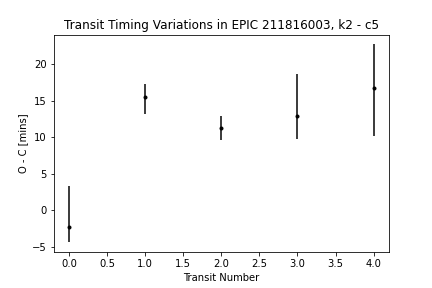 Transit Timing Variations in EPIC 211816003, k2 - c5
20
15
10
5
0
−5
O - C [mins]
0.0 0.5 1.0 1.5 2.0 2.5 3.0 3.5 4.0
Transit Number